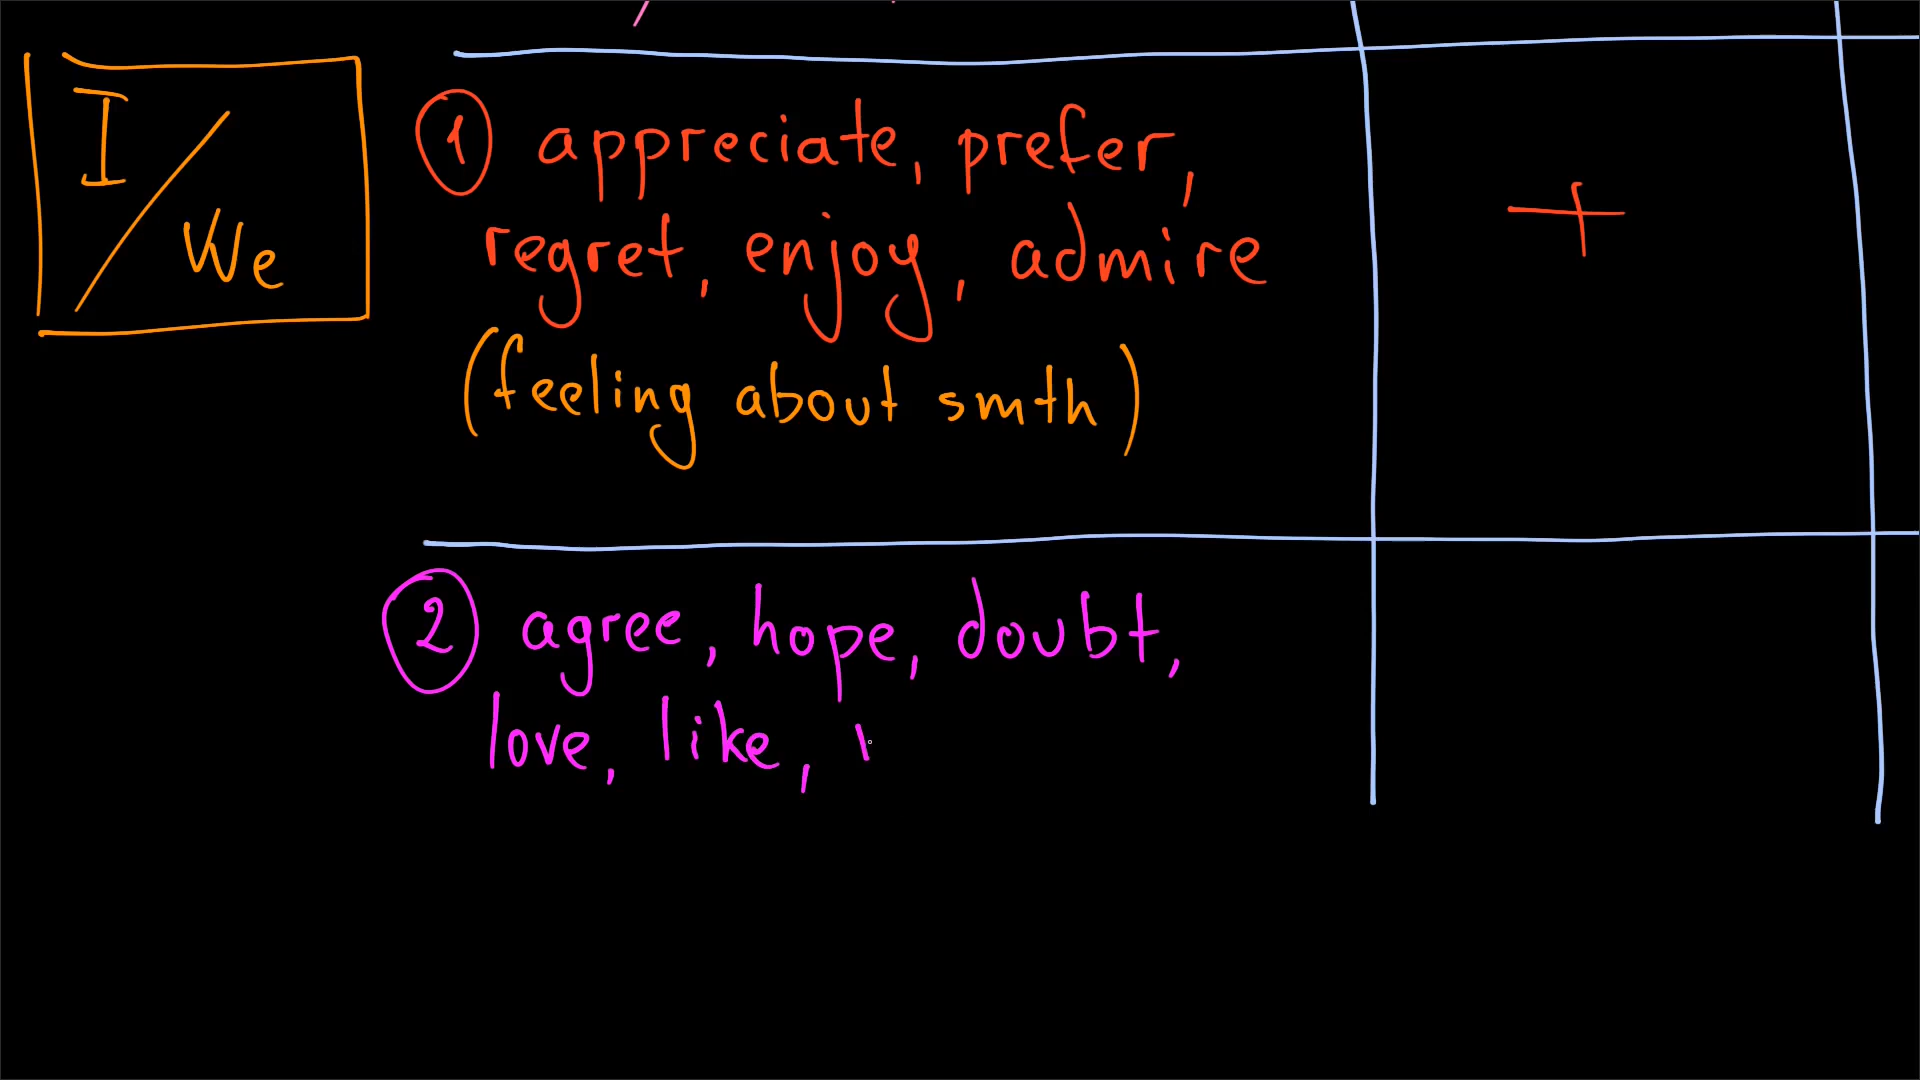 I / We
1 appreciate, prefer,
regret, enjoy, admire
(feeling about smth)
+
2 agree, hope, doubt,
love, like,